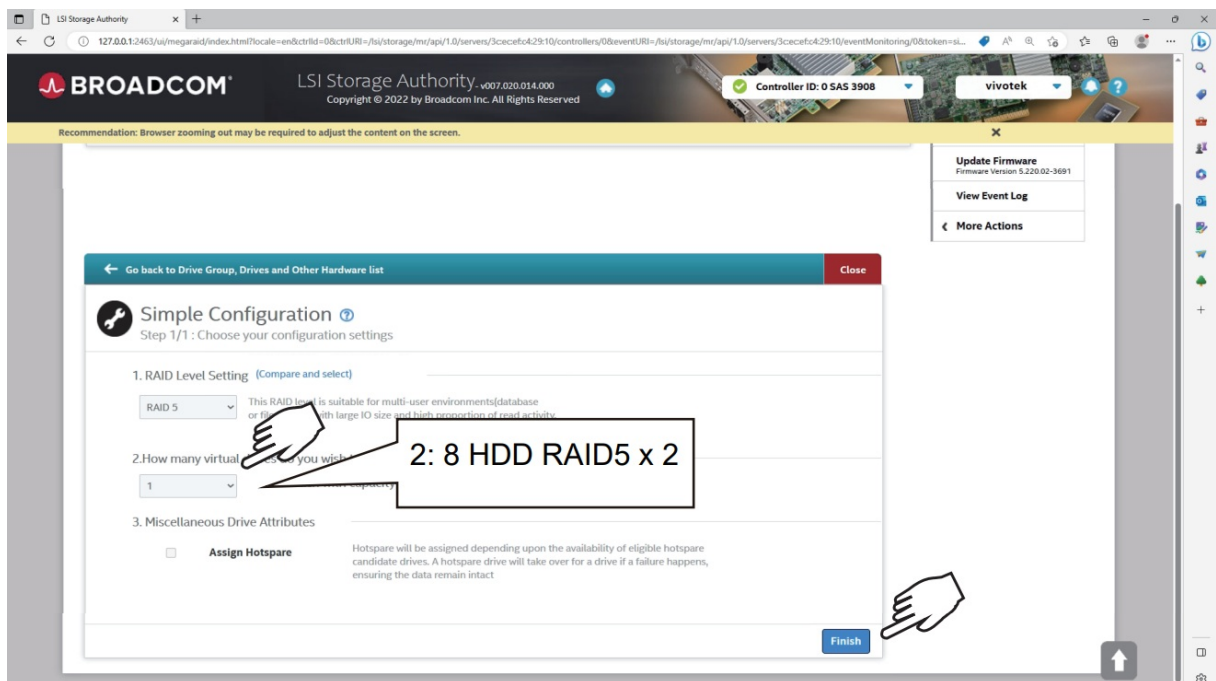 LSI Storage Authority
127.0.0.1:2463/ui/megaraid/index.html?locale=en&ctrlId=0&ctrlURI=/lsi/storage/mr/api/1.0/servers/3cecef:c4:29:10/controllers/0&eventURI=/lsi/storage/mr/api/1.0/servers/3cecef:c4:29:10/eventMonitoring/0&token=si...
BROADCOM®
LSI Storage Authority - v007.020.014.000
Copyright © 2022 by Broadcom Inc. All Rights Reserved
Controller ID: 0 SAS 3908
vivotek
Recommendation: Browser zooming out may be required to adjust the content on the screen.
Update Firmware
Firmware Version 5.220.02-3691
View Event Log
More Actions
Go back to Drive Group, Drives and Other Hardware list
Close
Simple Configuration
Step 1/1 : Choose your configuration settings
1. RAID Level Setting (Compare and select)
RAID 5
This RAID level is suitable for multi-user environments(database
or with large IO size and high proportion of read activity.
2.How many virtual you wish
1
2: 8 HDD RAID5 x 2
3. Miscellaneous Drive Attributes
Assign Hotspare
Hotspare will be assigned depending upon the availability of eligible hotspare
candidate drives. A hotspare drive will take over for a drive if a failure happens,
ensuring the data remain intact
Finish